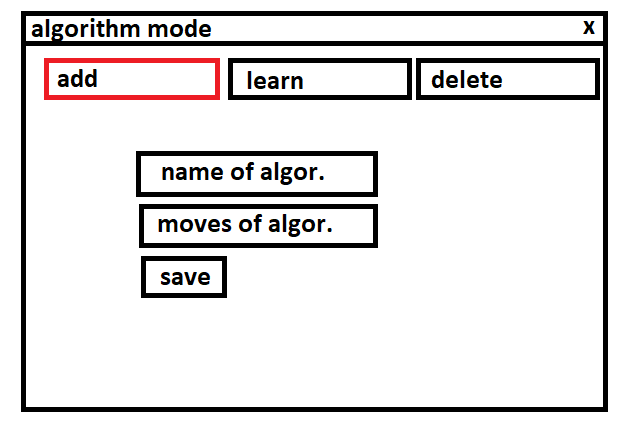 algorithm mode x
add learn delete
name of algor.
moves of algor.
save